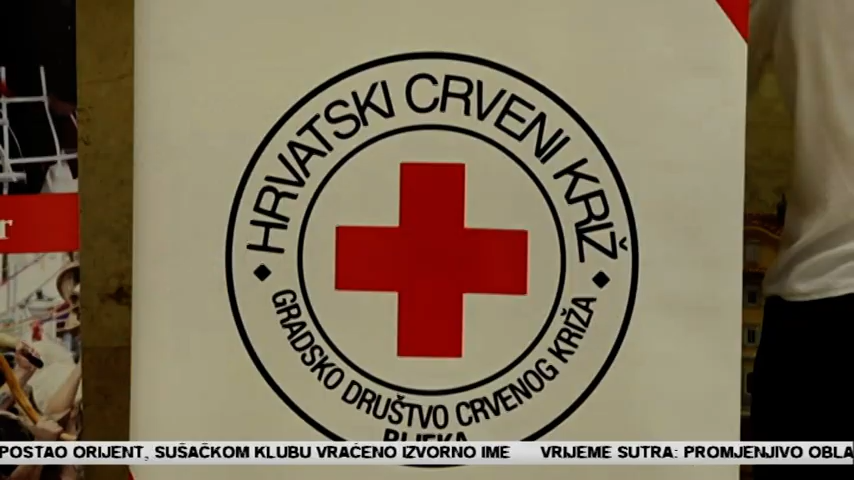 HRVATSKI CRVENI KRIŽ
GRADSKO DRUŠTVO CRVENOG KRIŽA
RIJEKA
POSTAO ORIJENT, SUŠAČKOM KLUBU VRAĆENO IZVORNO IME VRIJEME SUTRA: PROMJENJIVO OBLA